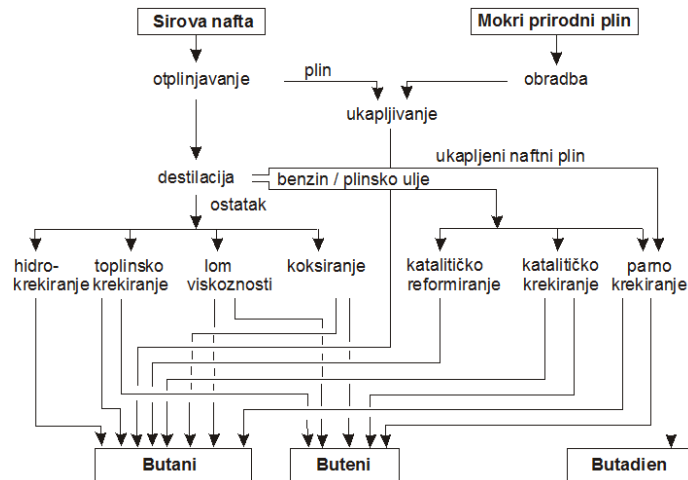 Sirova nafta
Mokri prirodni plin
otplinjavanje
plin
obradba
ukapljivanje
ukapljeni naftni plin
destilacija
benzin / plinsko ulje
ostatak
hidro-
krekiranje
toplinsko
krekiranje
lom
viskoznosti
koksiranje
katalitičko
reformiranje
katalitičko
krekiranje
parno
krekiranje
Butani
Buteni
Butadien